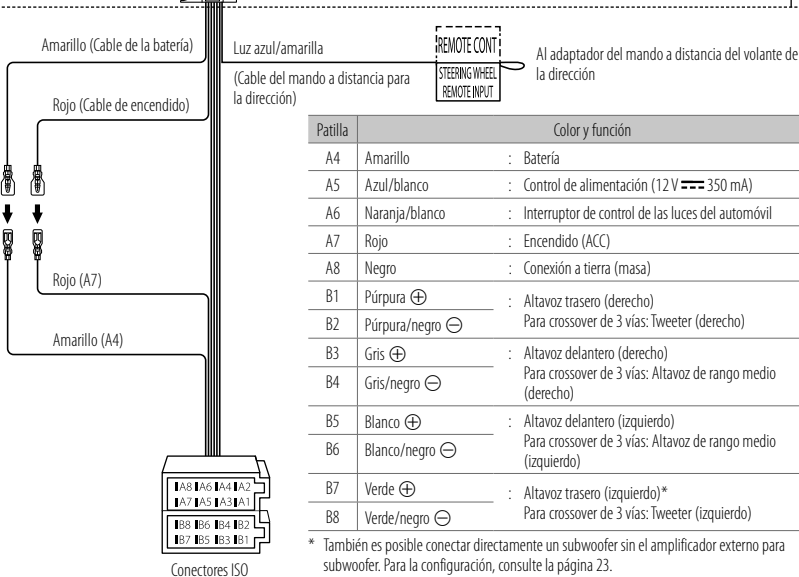 Amarillo (Cable de la batería)
Rojo (Cable de encendido)
Luz azul/amarilla
(Cable del mando a distancia para
la dirección)
REMOTE CONT
STEERING WHEEL
REMOTE INPUT
Al adaptador del mando a distancia del volante de
la dirección
Rojo (A7)
Amarillo (A4)
A8 A6 A4 A2
A7 A5 A3 A1
B8 B6 B4 B2
B7 B5 B3 B1
Conectores ISO
Patilla Color y función
A4 Amarillo : Batería
A5 Azul/blanco : Control de alimentación (12 V ⎓ 350 mA)
A6 Naranja/blanco : Interruptor de control de las luces del automóvil
A7 Rojo : Encendido (ACC)
A8 Negro : Conexión a tierra (masa)
B1 Púrpura ⊕ : Altavoz trasero (derecho)
B2 Púrpura/negro ⊖ Para crossover de 3 vías: Tweeter (derecho)
B3 Gris ⊕ : Altavoz delantero (derecho)
B4 Gris/negro ⊖ Para crossover de 3 vías: Altavoz de rango medio
(derecho)
B5 Blanco ⊕ : Altavoz delantero (izquierdo)
B6 Blanco/negro ⊖ Para crossover de 3 vías: Altavoz de rango medio
(izquierdo)
B7 Verde ⊕ : Altavoz trasero (izquierdo)*
B8 Verde/negro ⊖ Para crossover de 3 vías: Tweeter (izquierdo)
* También es posible conectar directamente un subwoofer sin el amplificador externo para
subwoofer. Para la configuración, consulte la página 23.